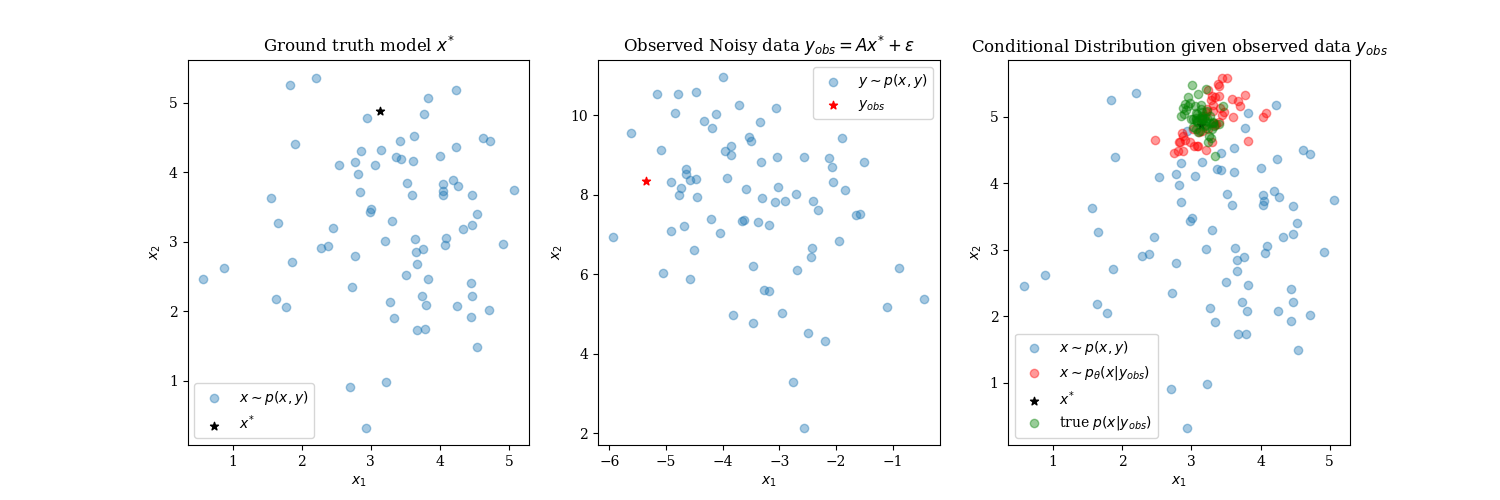 Ground truth model x*
5
4
3
2
1
x₂
x ~ p(x, y)
x*
1 2 3 4 5
x₁
Observed Noisy data y_obs = Ax* + ε
10
8
6
4
2
x₂
y ~ p(x, y)
y_obs
−6 −5 −4 −3 −2 −1
x₁
Conditional Distribution given observed data y_obs
5
4
3
2
1
x₂
x ~ p(x, y)
x ~ p_θ(x|y_obs)
x*
true p(x|y_obs)
1 2 3 4 5
x₁